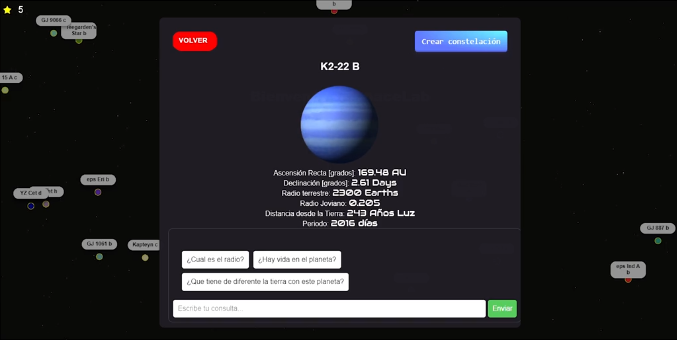 5
b
GJ 9066 c
Teegarden's
Star b
VOLVER
Crear constelación
K2-22 B
15 A c
Ascensión Recta [grados]: 169.48 AU
Declinación [grados]: 2.61 Days
Radio terrestre: 2300 Earths
Radio Joviano: 0.205
Distancia desde la Tierra: 243 Años Luz
Periodo: 2016 días
eps Eri b
YZ Cet d
b
GJ 1061 b
Kapteyn c
GJ 887 b
eps Ind A
b
¿Cual es el radio?
¿Hay vida en el planeta?
¿Que tiene de diferente la tierra con este planeta?
Escribe tu consulta...
Enviar